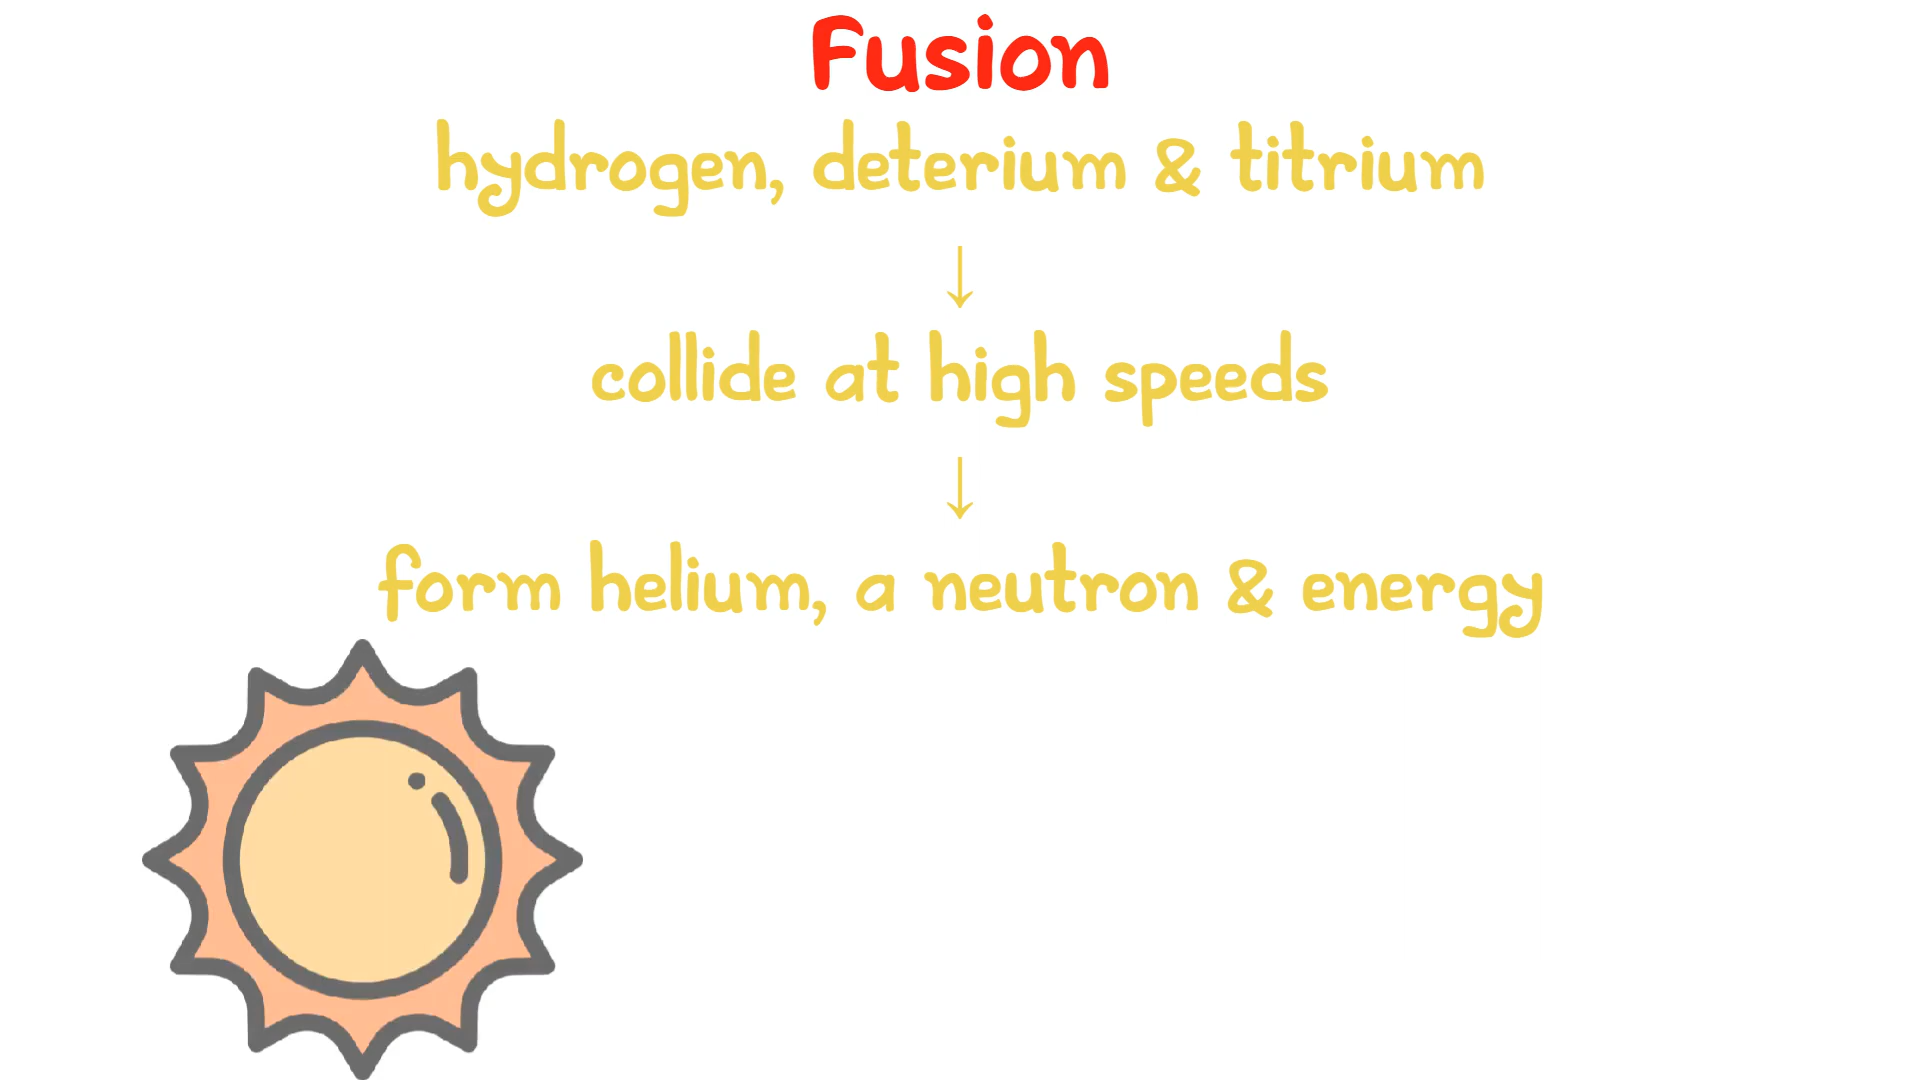 Fusion
hydrogen, deterium & titrium
↓
collide at high speeds
↓
form helium, a neutron & energy